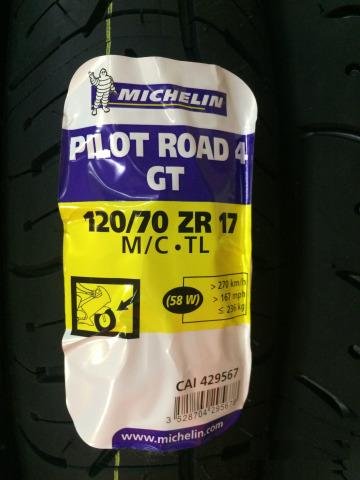 MICHELIN
PILOT ROAD 4
GT
120/70 ZR 17
M/C • TL
(58 W)
> 270 km/h
> 167 mph
≤ 236 kg
CAI 429567
www.michelin.com